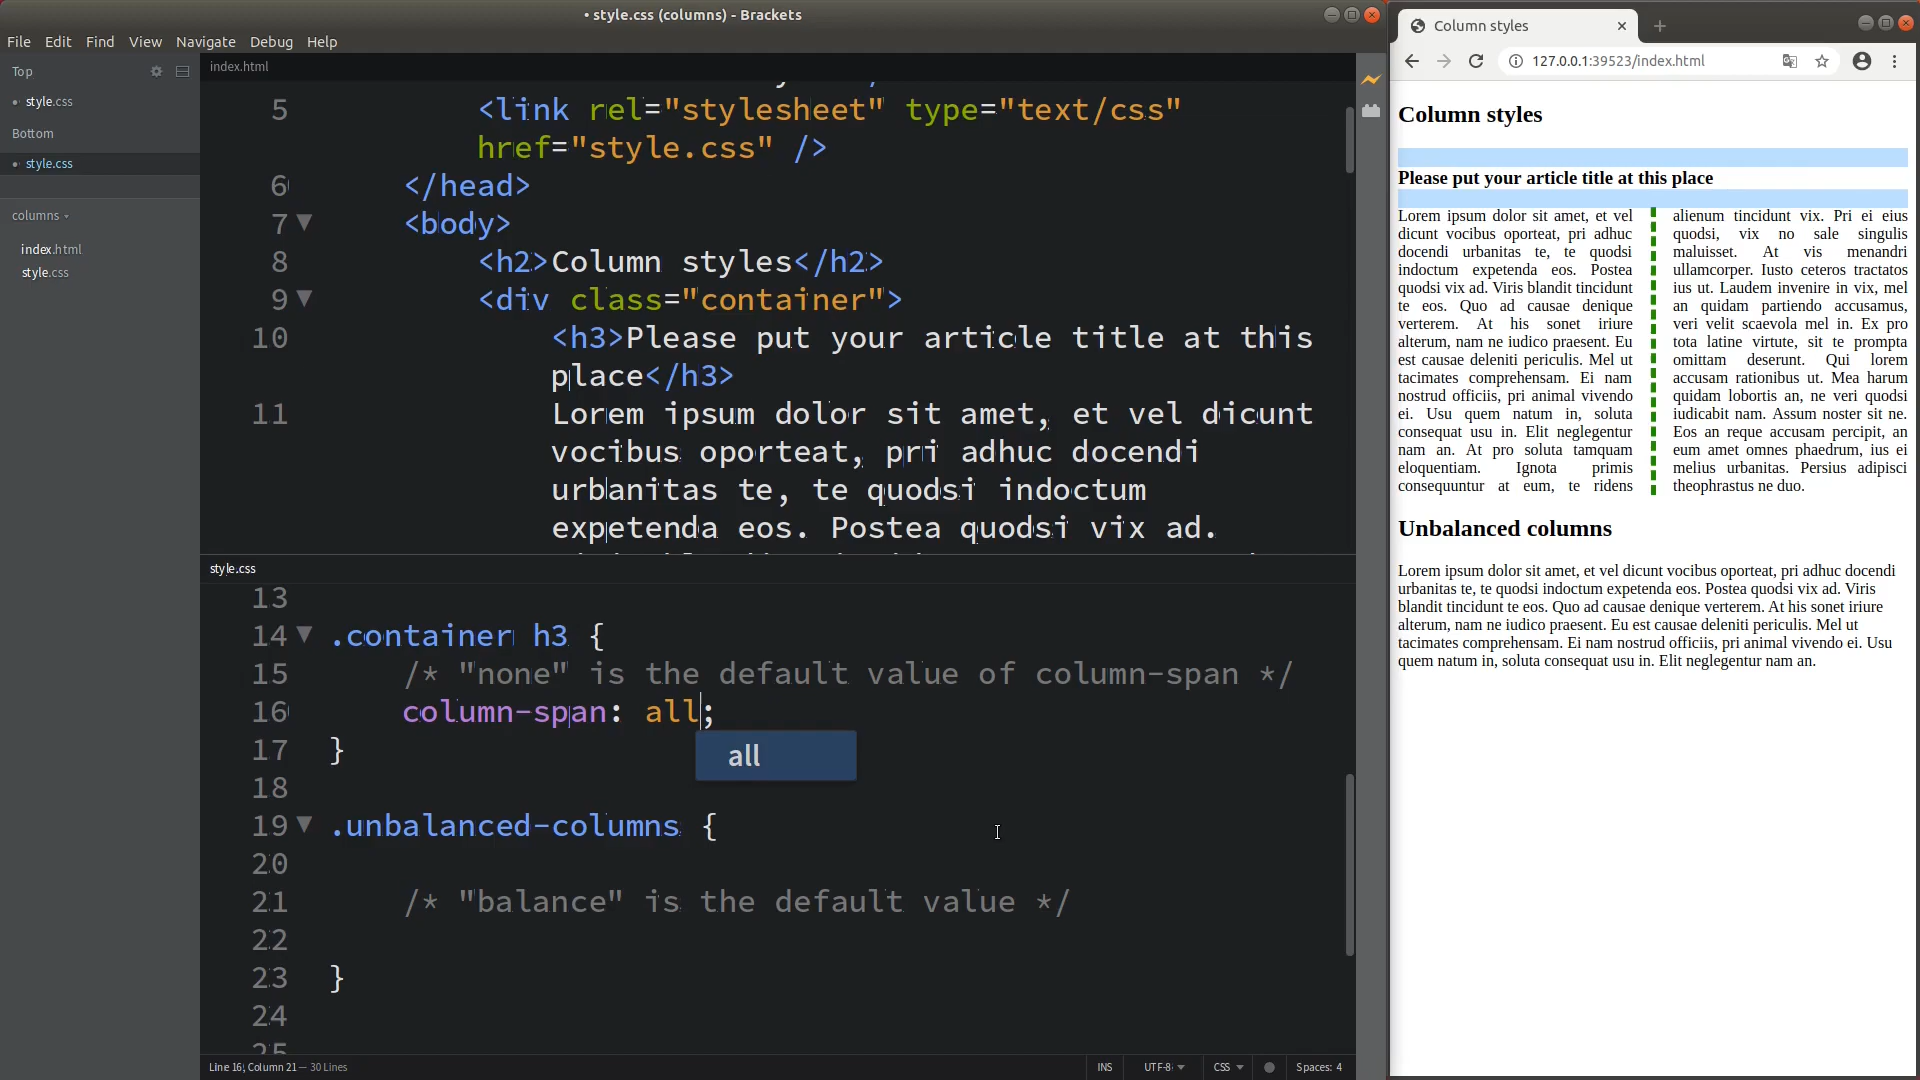 • style.css (columns) - Brackets
File Edit Find View Navigate Debug Help
Top
• style.css
Bottom
• style.css
columns
index.html
style.css
index.html
5 <link rel="stylesheet" type="text/css"
href="style.css" />
6 </head>
7 <body>
8 <h2>Column styles</h2>
9 <div class="container">
10 <h3>Please put your article title at this
place</h3>
11 Lorem ipsum dolor sit amet, et vel dicunt
vocibus oporteat, pri adhuc docendi
urbanitas te, te quodsi indoctum
expetenda eos. Postea quodsi vix ad.
style.css
13
14 .container h3 {
15 /* "none" is the default value of column-span */
16 column-span: all;
all
17 }
18
19 .unbalanced-columns {
20
21 /* "balance" is the default value */
22
23 }
24
25
Line 16, Column 21 — 30 Lines
INS UTF-8 CSS Spaces: 4
Column styles
127.0.0.1:39523/index.html
Column styles
Please put your article title at this place
Lorem ipsum dolor sit amet, et vel
dicunt vocibus oporteat, pri adhuc
docendi urbanitas te, te quodsi
indoctum expetenda eos. Postea
quodsi vix ad. Viris blandit tincidunt
te eos. Quo ad causae denique
verterem. At his sonet iriure
alterum, nam ne iudico praesent. Eu
est causae deleniti periculis. Mel ut
tacimates comprehensam. Ei nam
nostrud officiis, pri animal vivendo
ei. Usu quem natum in, soluta
consequat usu in. Elit neglegentur
nam an. At pro soluta tamquam
eloquentiam. Ignota primis
consequuntur at eum, te ridens
alienum tincidunt vix. Pri ei eius
quodsi, vix no sale singulis
maluisset. At vis menandri
ullamcorper. Iusto ceteros tractatos
ius ut. Laudem invenire in vix, mel
an quidam partiendo accusamus,
veri velit scaevola mel in. Ex pro
tota latine virtute, sit te prompta
omittam deserunt. Qui lorem
accusam rationibus ut. Mea harum
quidam lobortis an, ne veri quodsi
iudicabit nam. Assum noster sit ne.
Eos an reque accusam percipit, an
eum amet omnes phaedrum, ius ei
melius urbanitas. Persius adipisci
theophrastus ne duo.
Unbalanced columns
Lorem ipsum dolor sit amet, et vel dicunt vocibus oporteat, pri adhuc docendi
urbanitas te, te quodsi indoctum expetenda eos. Postea quodsi vix ad. Viris
blandit tincidunt te eos. Quo ad causae denique verterem. At his sonet iriure
alterum, nam ne iudico praesent. Eu est causae deleniti periculis. Mel ut
tacimates comprehensam. Ei nam nostrud officiis, pri animal vivendo ei. Usu
quem natum in, soluta consequat usu in. Elit neglegentur nam an.